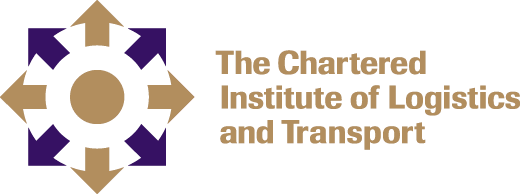 The Chartered
Institute of Logistics
and Transport